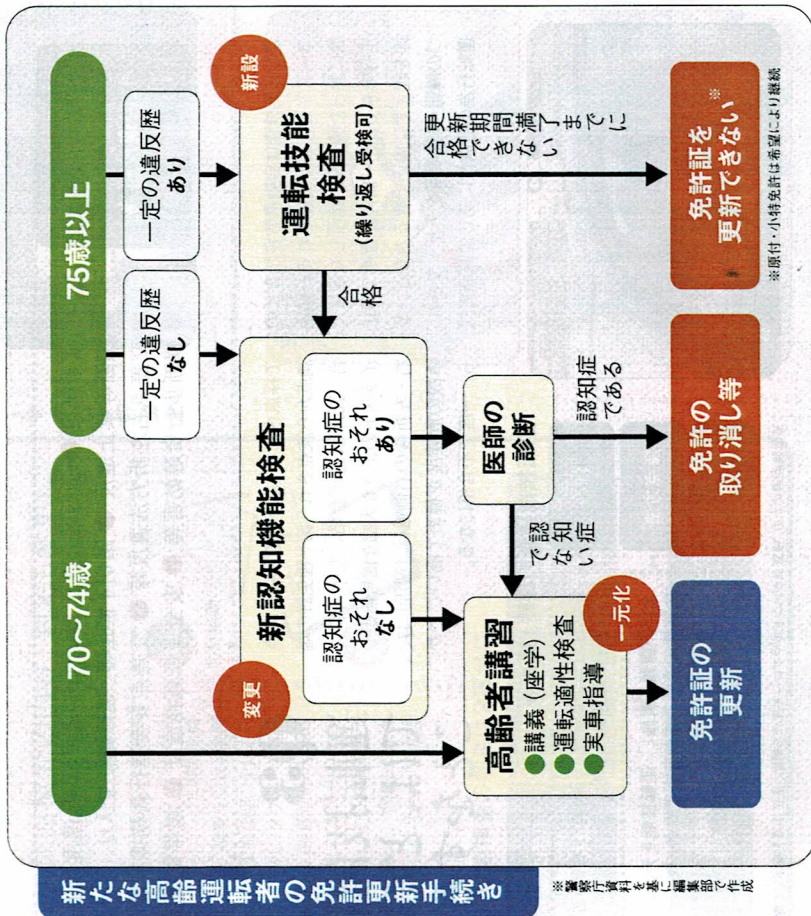 新たな高齢運転者の免許更新手続き
70〜74歳
75歳以上
一定の違反歴
なし
一定の違反歴
あり
新設
運転技能
検査
(繰り返し受検可)
合格
更新期間満了までに
合格できない
変更
新認知機能検査
認知症の
おそれ
なし
認知症の
おそれ
あり
医師の
診断
認知症
でない
認知症
である
高齢者講習
講義(座学)
運転適性検査
実車指導
一元化
免許証の
更新
免許の
取り消し等
免許証を
更新できない※
※原付・小特免許は希望により継続
※警察庁資料を基に編集部で作成